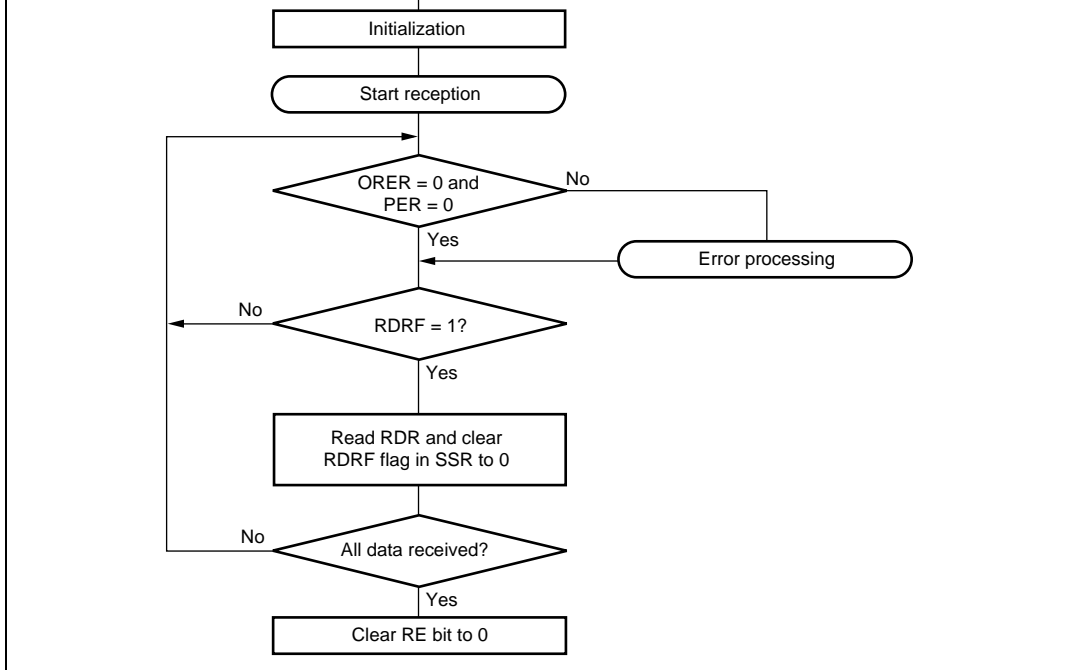 Initialization
Start reception
ORER = 0 and
PER = 0
No
Yes
Error processing
No
RDRF = 1?
Yes
Read RDR and clear
RDRF flag in SSR to 0
No
All data received?
Yes
Clear RE bit to 0